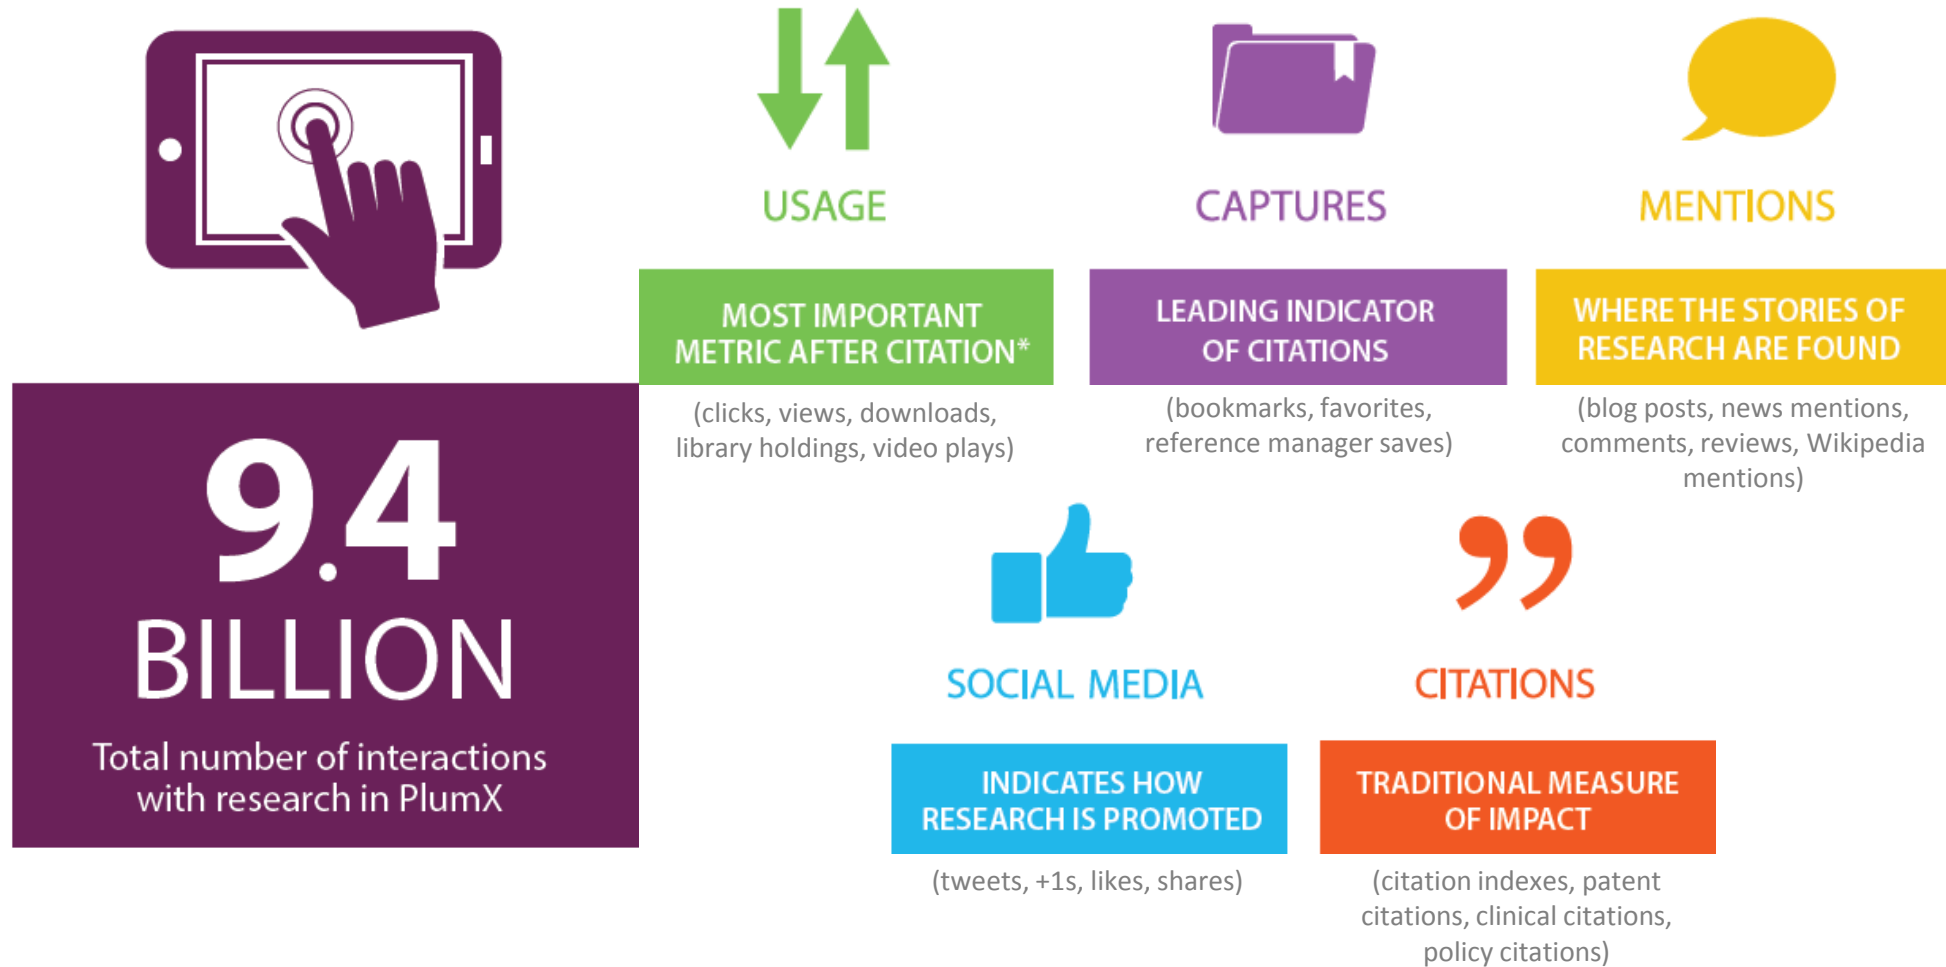 USAGE
MOST IMPORTANT
METRIC AFTER CITATION*
(clicks, views, downloads,
library holdings, video plays)
CAPTURES
LEADING INDICATOR
OF CITATIONS
(bookmarks, favorites,
reference manager saves)
MENTIONS
WHERE THE STORIES OF
RESEARCH ARE FOUND
(blog posts, news mentions,
comments, reviews, Wikipedia
mentions)
9.4
BILLION
Total number of interactions
with research in PlumX
SOCIAL MEDIA
INDICATES HOW
RESEARCH IS PROMOTED
(tweets, +1s, likes, shares)
CITATIONS
TRADITIONAL MEASURE
OF IMPACT
(citation indexes, patent
citations, clinical citations,
policy citations)